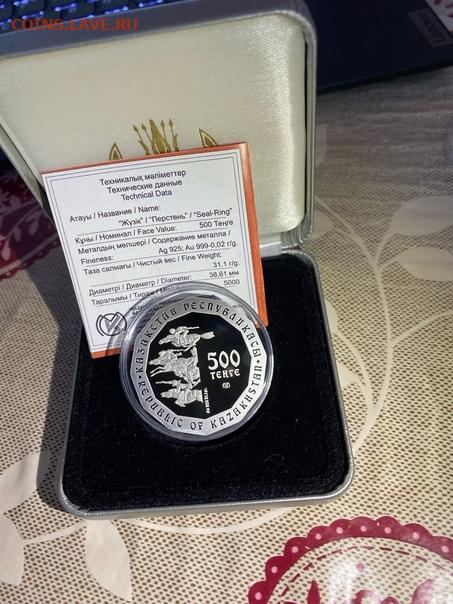 COINS.LAVE.RU
Техникалық мәліметтер
Технические данные
Technical Data
Атауы / Название / Name:
"Жүзік" / "Перстень" / "Seal-Ring"
Құны / Номинал / Face Value: 500 Теңге
Металдың мөлшері / Содержание металла /
Fineness: Ag 925; Au 999-0,02 г/g.
Таза салмағы / Чистый вес / Fine Weight:
31.1 г/g.
Диаметрі / Диаметр / Diameter: 38,61 мм
Таралымы / Тираж 5000
ҚАЗАҚСТАН РЕСПУБЛИКАСЫ
500
ТЕҢГЕ
REPUBLIC OF KAZAKHSTAN